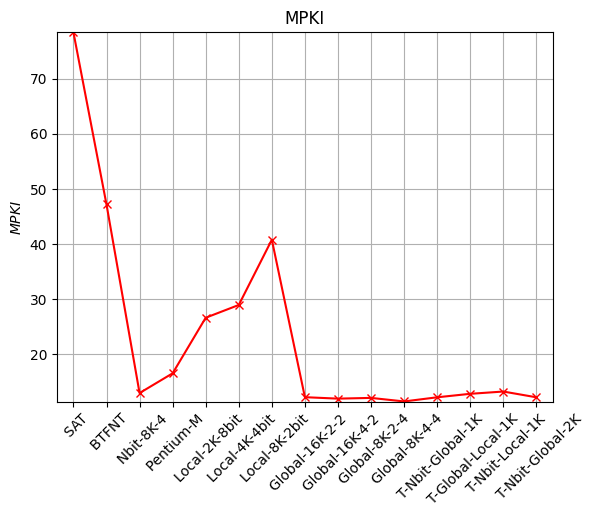 MPKI
MPKI
70
60
50
40
30
20
SAT
BTFNT
Nbit-8K-4
Pentium-M
Local-2K-8bit
Local-4K-4bit
Local-8K-2bit
Global-16K-2-2
Global-16K-4-2
Global-8K-2-4
Global-8K-4-4
T-Nbit-Global-1K
T-Global-Local-1K
T-Nbit-Local-1K
T-Nbit-Global-2K